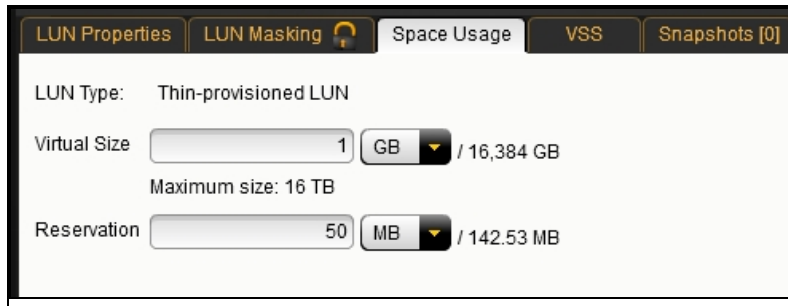 LUN Properties LUN Masking Space Usage VSS Snapshots [0]
LUN Type: Thin-provisioned LUN
Virtual Size 1 GB / 16,384 GB
Maximum size: 16 TB
Reservation 50 MB / 142.53 MB